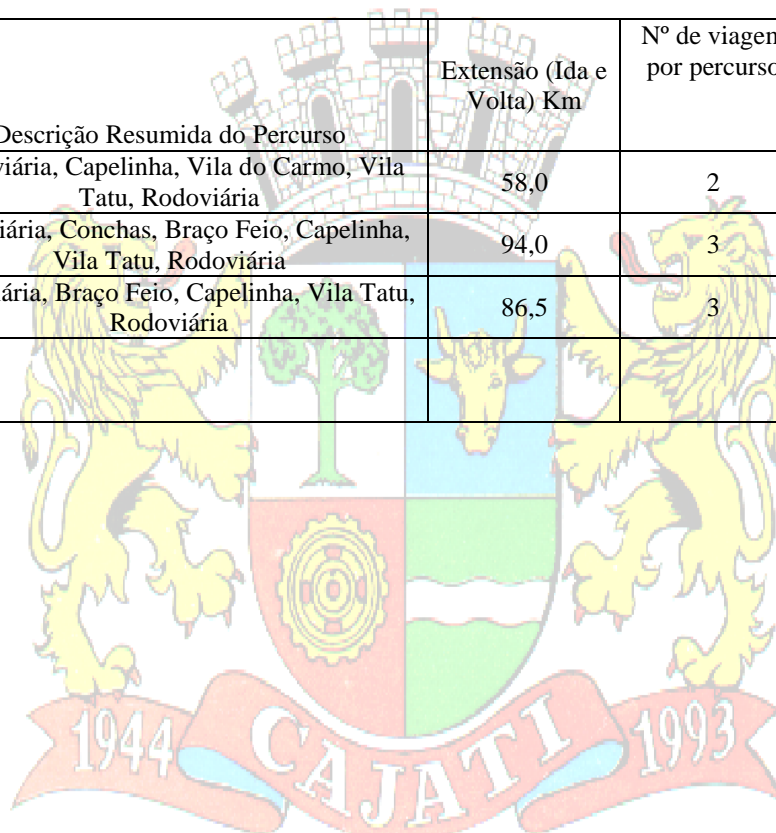 Nº de viagen
por percurso
Extensão (Ida e
Volta) Km
Descrição Resumida do Percurso
viária, Capelinha, Vila do Carmo, Vila
Tatu, Rodoviária
58,0
2
iária, Conchas, Braço Feio, Capelinha,
Vila Tatu, Rodoviária
94,0
3
ária, Braço Feio, Capelinha, Vila Tatu,
Rodoviária
86,5
3
1944
CAJATI
1993